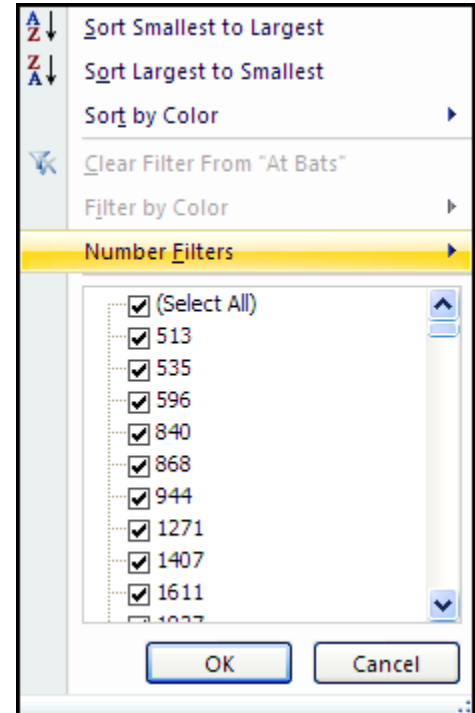 Sort Smallest to Largest
Sort Largest to Smallest
Sort by Color
Clear Filter From "At Bats"
Filter by Color
Number Filters
(Select All)
513
535
596
840
868
944
1271
1407
1611
OK Cancel